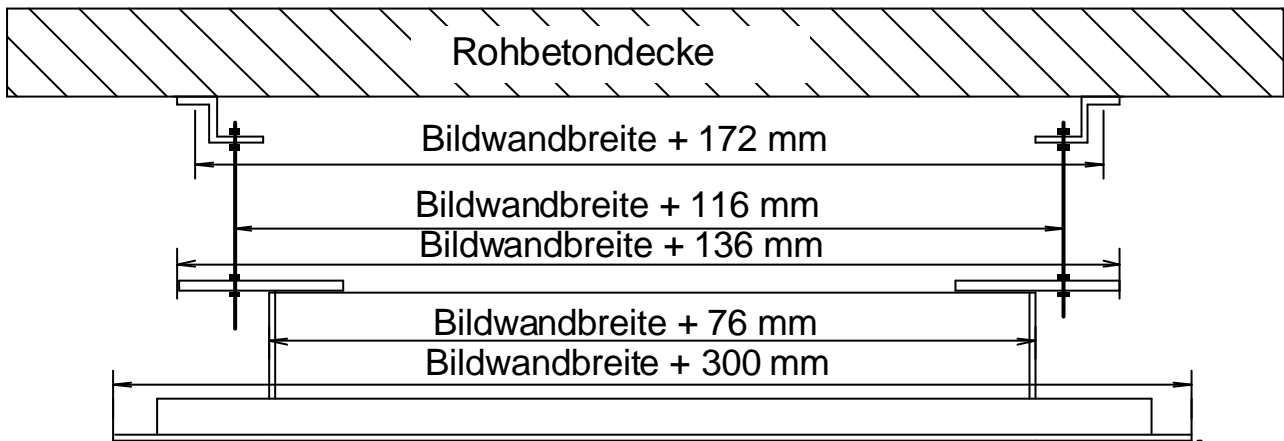 Rohbetondecke
Bildwandbreite + 172 mm
Bildwandbreite + 116 mm
Bildwandbreite + 136 mm
Bildwandbreite + 76 mm
Bildwandbreite + 300 mm